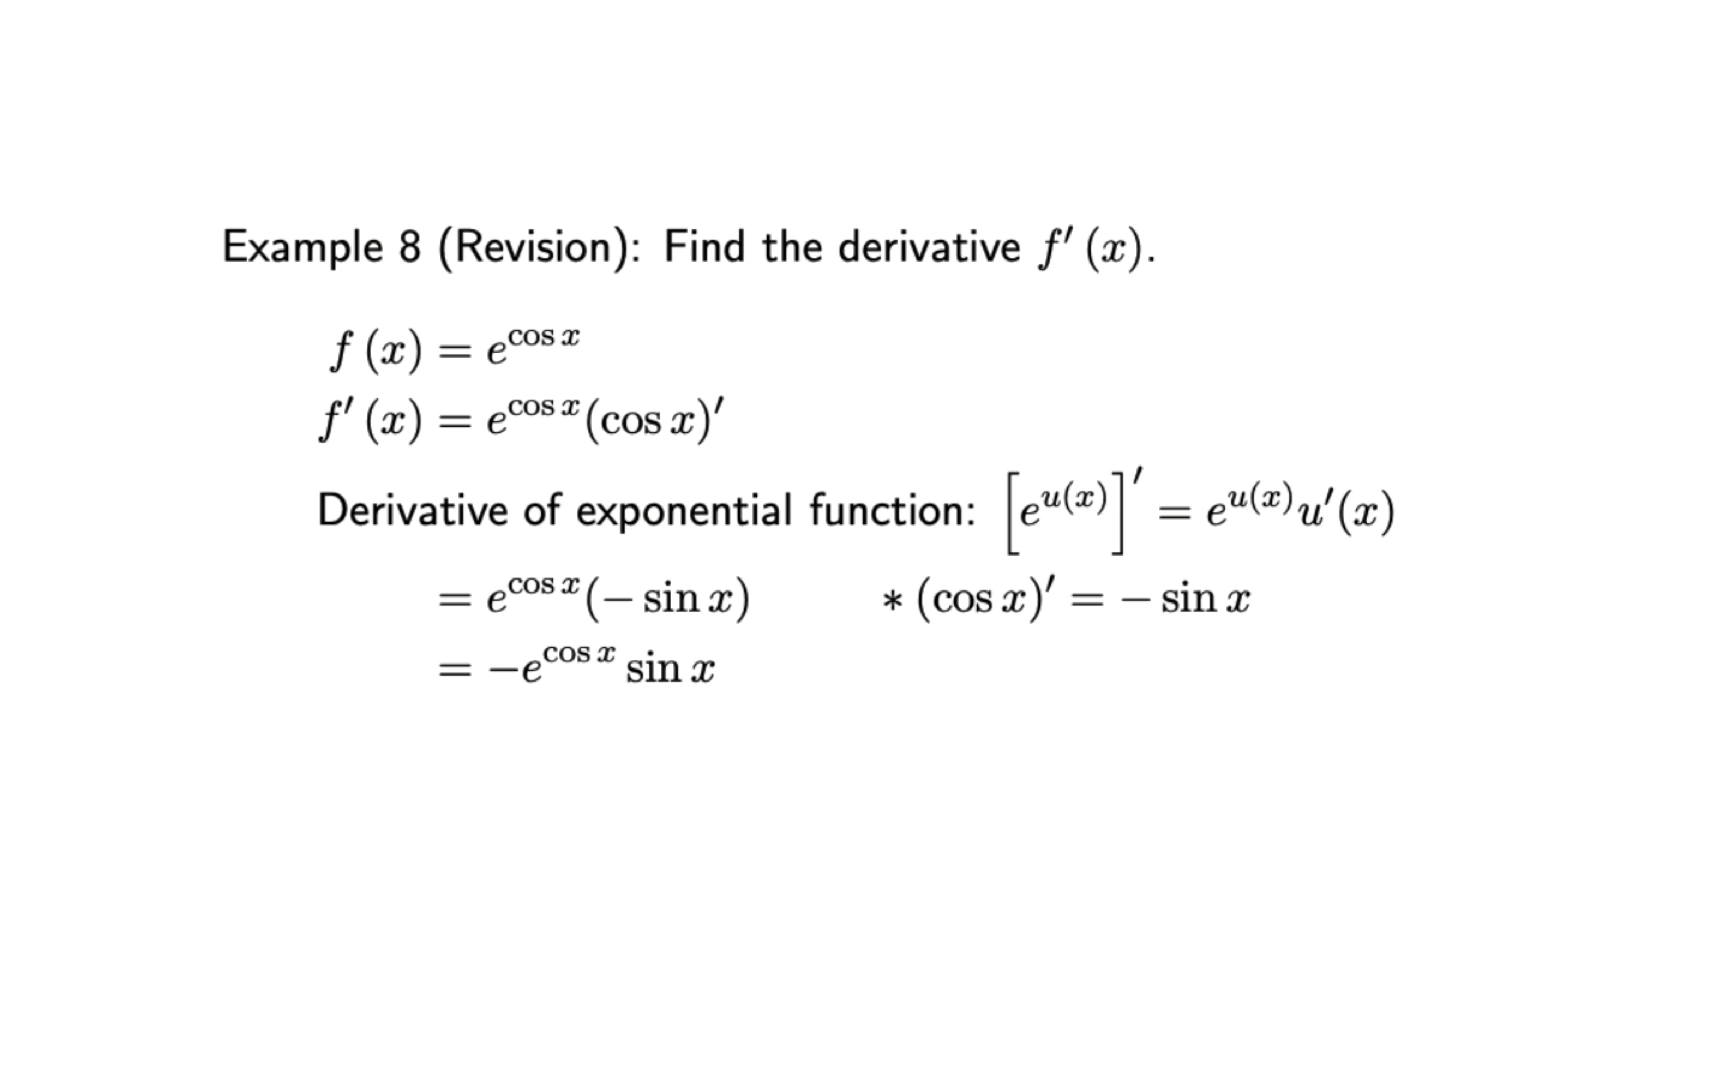 Example 8 (Revision): Find the derivative f′ (x).
f (x) = e^{cos x}
f′ (x) = e^{cos x}(cos x)′
Derivative of exponential function: [e^{u(x)}]′ = e^{u(x)}u′(x)
= e^{cos x}(− sin x) * (cos x)′ = − sin x
= −e^{cos x} sin x